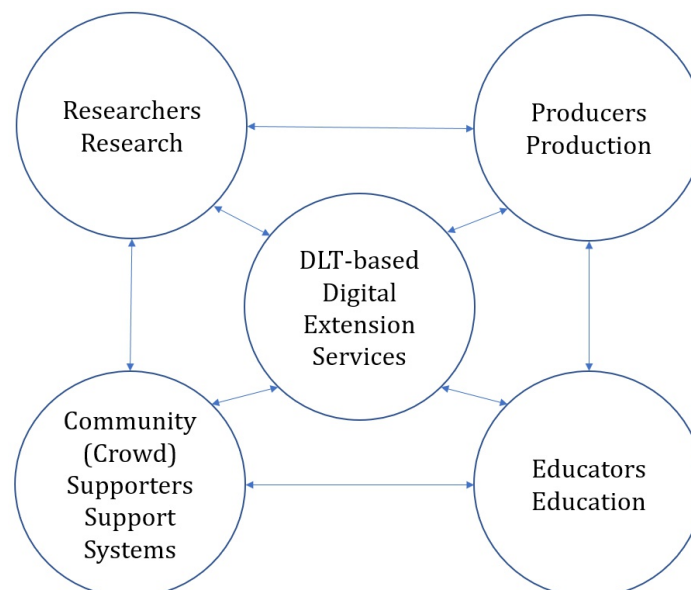 Researchers
Research
Producers
Production
DLT-based
Digital
Extension
Services
Community
(Crowd)
Supporters
Support
Systems
Educators
Education